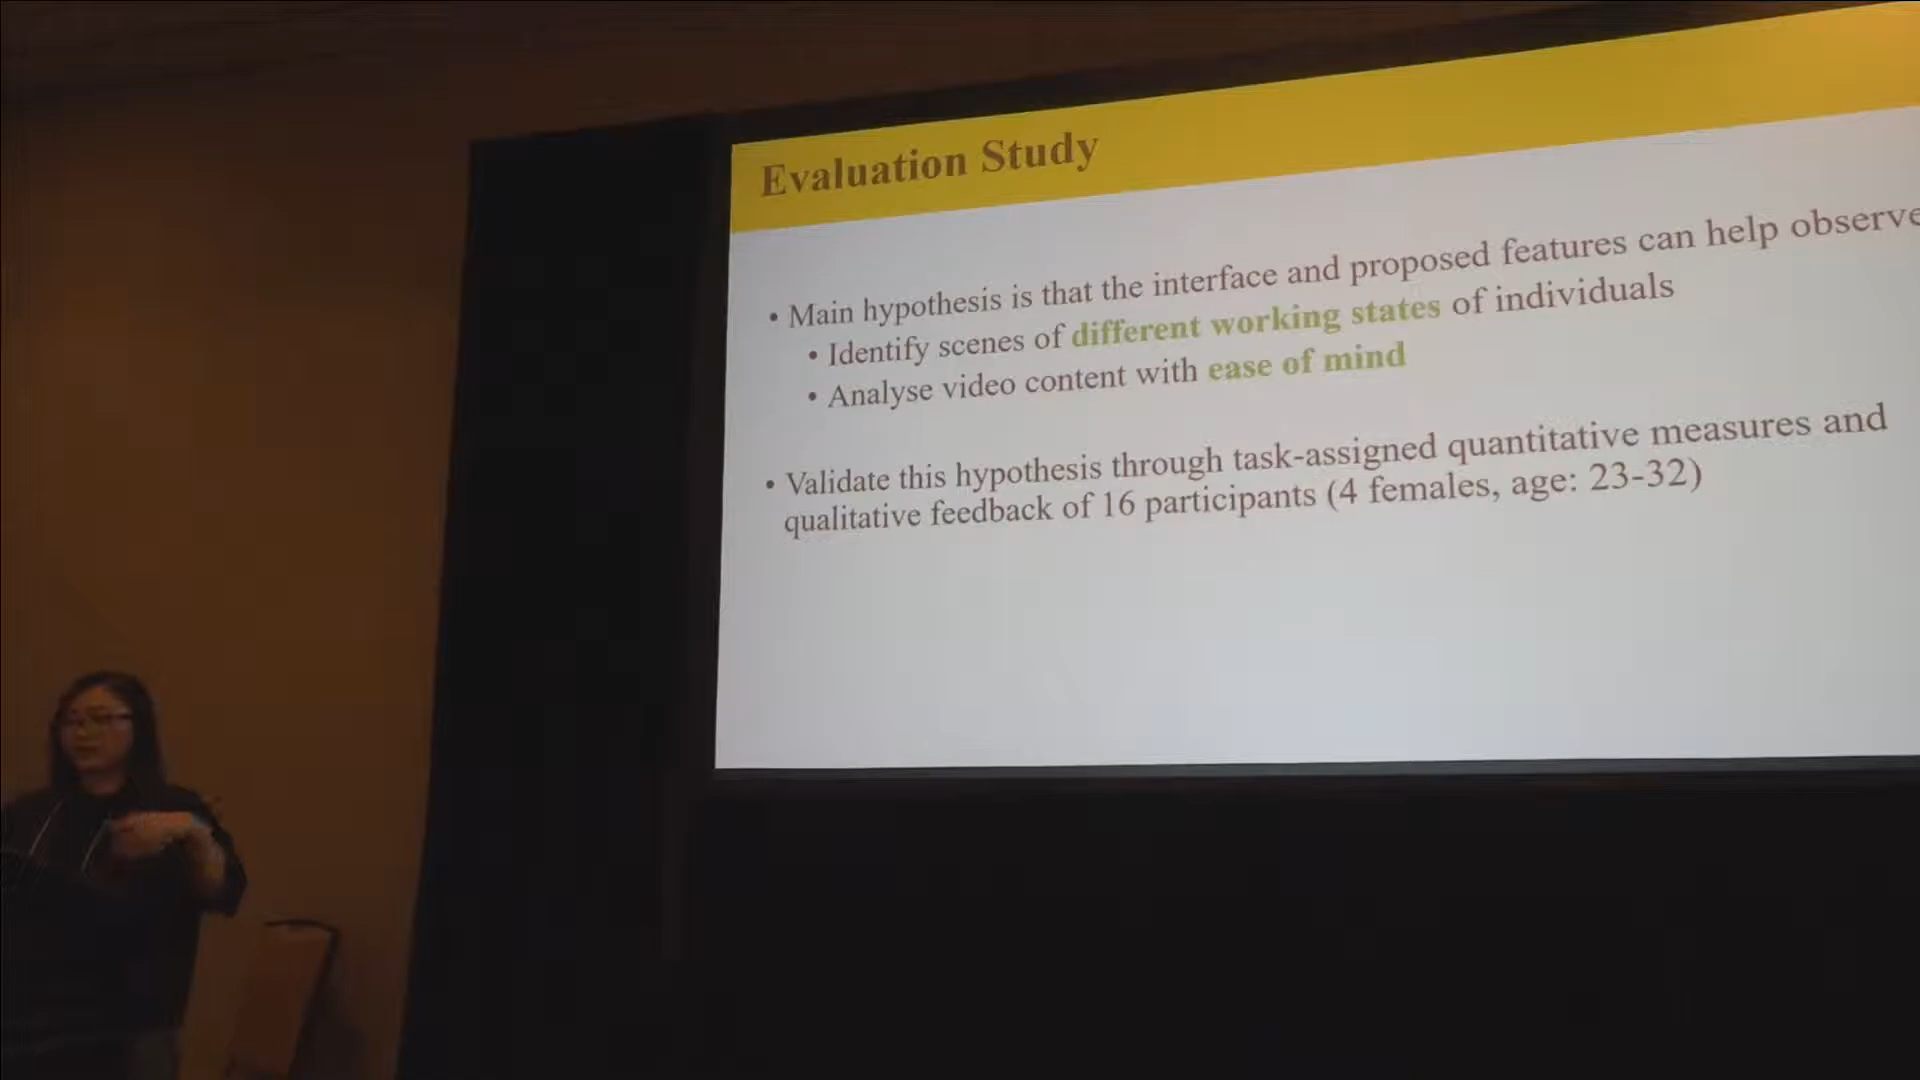 Evaluation Study
• Main hypothesis is that the interface and proposed features can help observe
• Identify scenes of different working states of individuals
• Analyse video content with ease of mind
• Validate this hypothesis through task-assigned quantitative measures and
qualitative feedback of 16 participants (4 females, age: 23-32)